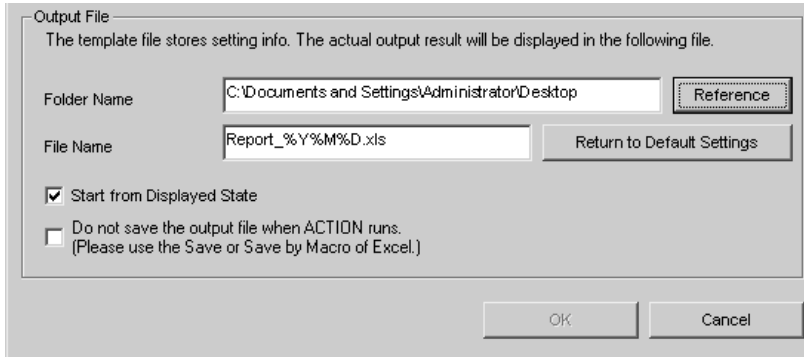 Output File
The template file stores setting info. The actual output result will be displayed in the following file.
Folder Name
C:\Documents and Settings\Administrator\Desktop
Reference
File Name
Report_%Y%M%D.xls
Return to Default Settings
Start from Displayed State
Do not save the output file when ACTION runs.
(Please use the Save or Save by Macro of Excel.)
OK
Cancel